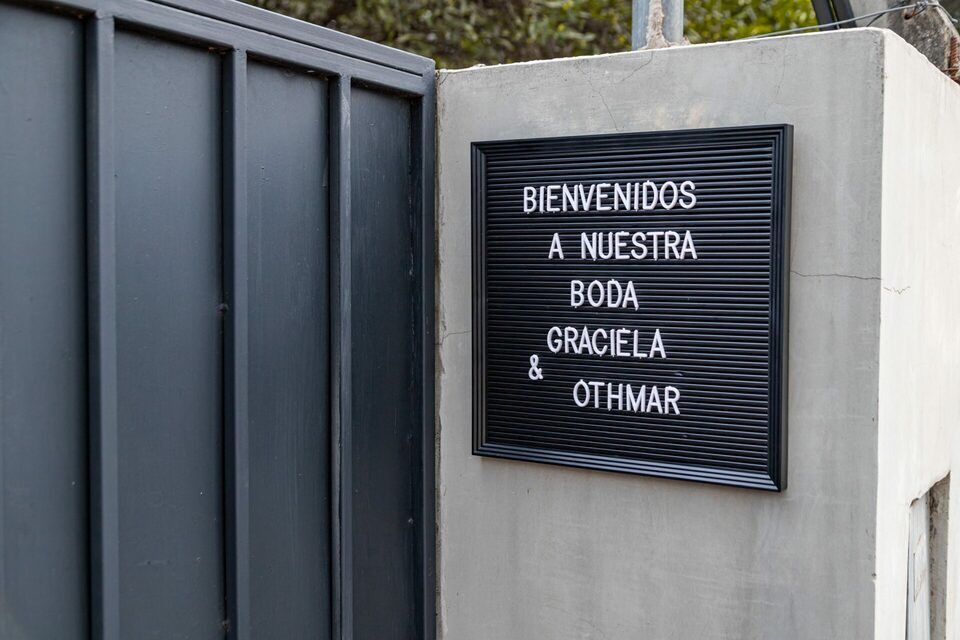 BIENVENIDOS
A NUESTRA
BODA
GRACIELA
&
OTHMAR